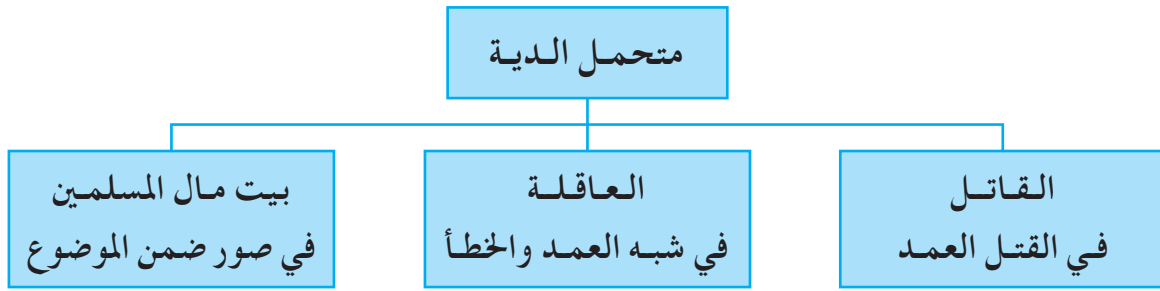 متحمل الدية
القاتل
في القتل العمد
العاقلة
في شبه العمد والخطأ
بيت مال المسلمين
في صور ضمن الموضوع